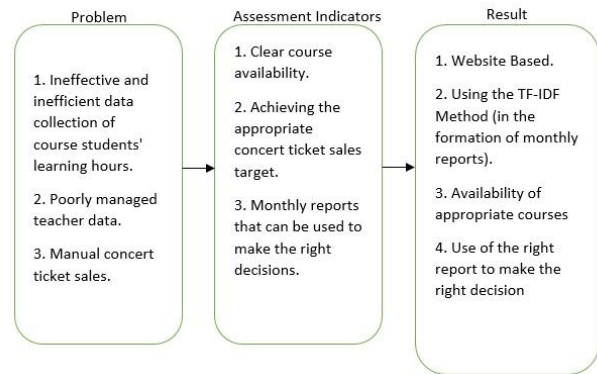 Problem
1. Ineffective and
inefficient data
collection of
course students'
learning hours.
2. Poorly managed
teacher data.
3. Manual concert
ticket sales.
Assessment Indicators
1. Clear course
availability.
2. Achieving the
appropriate
concert ticket sales
target.
3. Monthly reports
that can be used to
make the right
decisions.
Result
1. Website Based.
2. Using the TF-IDF
Method (in the
formation of monthly
reports).
3. Availability of
appropriate courses
4. Use of the right
report to make the
right decision